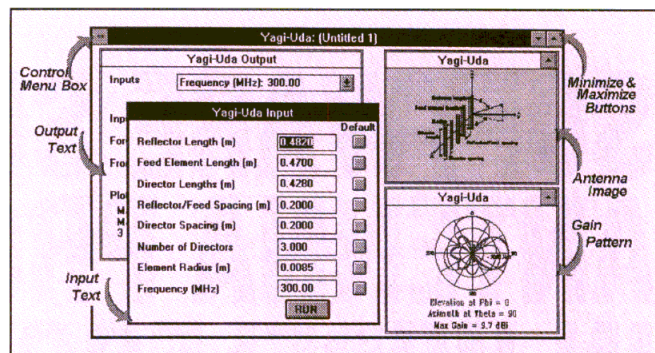 Yagi-Uda: (Untitled 1)
Control
Menu Box
Yagi-Uda Output
Inputs
Frequency (MHz): 300.00
Yagi-Uda
Minimize &
Maximize
Buttons
Output
Text
Yagi-Uda Input
Default
Reflector Length (m)
0.4820
Feed Element Length (m)
0.4700
Director Lengths (m)
0.4280
Reflector/Feed Spacing (m)
0.2000
Director Spacing (m)
0.2000
Number of Directors
3.000
Element Radius (m)
0.0085
Frequency (MHz)
300.00
RUN
Antenna
Image
Yagi-Uda
Gain
Pattern
Elevation at Phi = 0
Azimuth at Theta = 90
Max Gain = 9.7 dBi
Input
Text